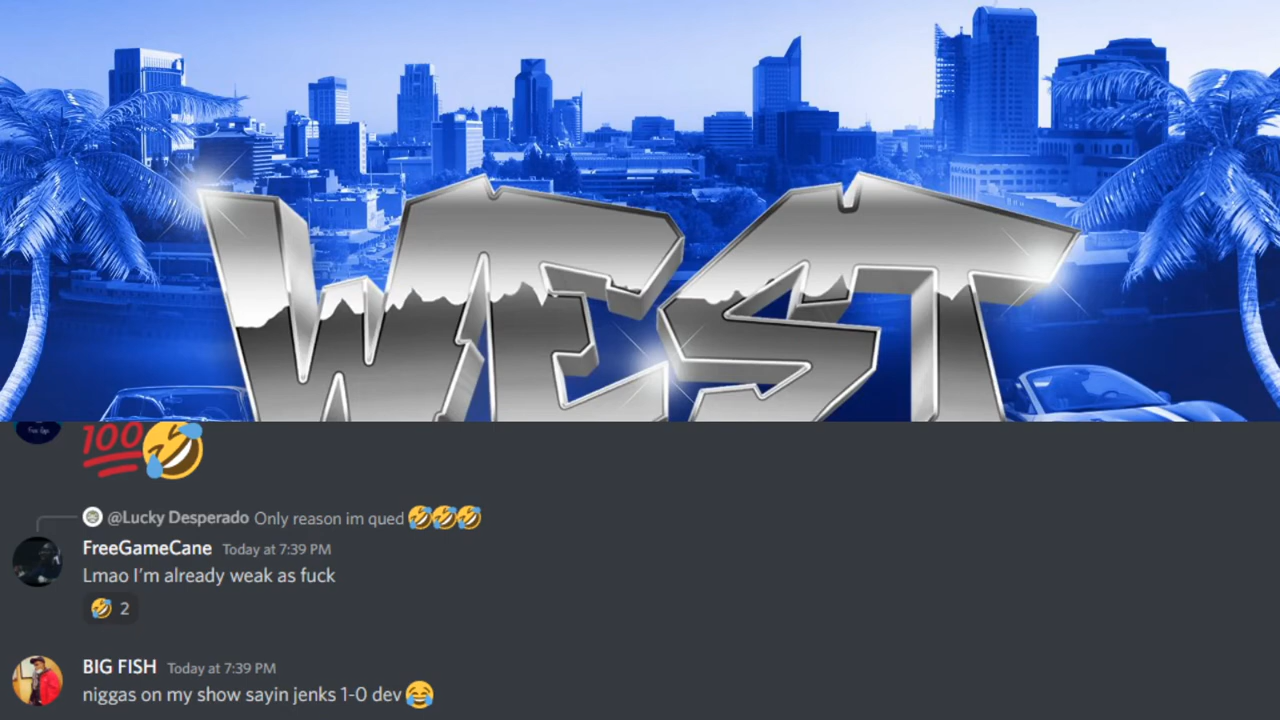 WEST
100
@Lucky Desperado Only reason im qued 🤣🤣🤣
FreeGameCane Today at 7:39 PM
Lmao I'm already weak as fuck
🤣 2
BIG FISH Today at 7:39 PM
niggas on my show sayin jenks 1-0 dev 😂